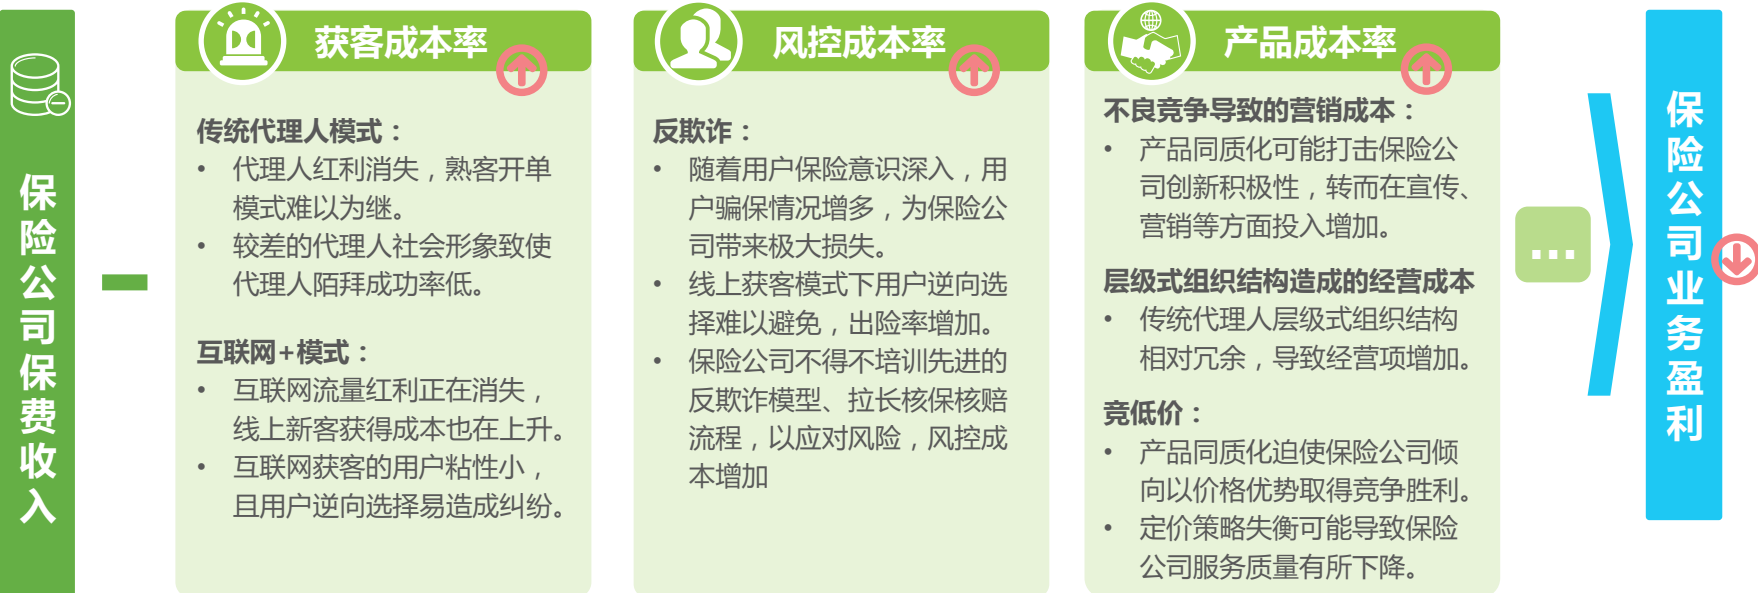 保险公司保费收入
获客成本率
传统代理人模式：
• 代理人红利消失，熟客开单
模式难以为继。
• 较差的代理人社会形象致使
代理人陌拜成功率低。
互联网+模式：
• 互联网流量红利正在消失，
线上新客获得成本也在上升。
• 互联网获客的用户粘性小，
且用户逆向选择易造成纠纷。
风控成本率
反欺诈：
• 随着用户保险意识深入，用
户骗保情况增多，为保险公
司带来极大损失。
• 线上获客模式下用户逆向选
择难以避免，出险率增加。
• 保险公司不得不培训先进的
反欺诈模型、拉长核保核赔
流程，以应对风险，风控成
本增加
产品成本率
不良竞争导致的营销成本：
• 产品同质化可能打击保险公
司创新积极性，转而在宣传、
营销等方面投入增加。
层级式组织结构造成的经营成本
• 传统代理人层级式组织结构
相对冗余，导致经营项增加。
竞低价：
• 产品同质化迫使保险公司倾
向以价格优势取得竞争胜利。
• 定价策略失衡可能导致保险
公司服务质量有所下降。
...
保险公司业务盈利